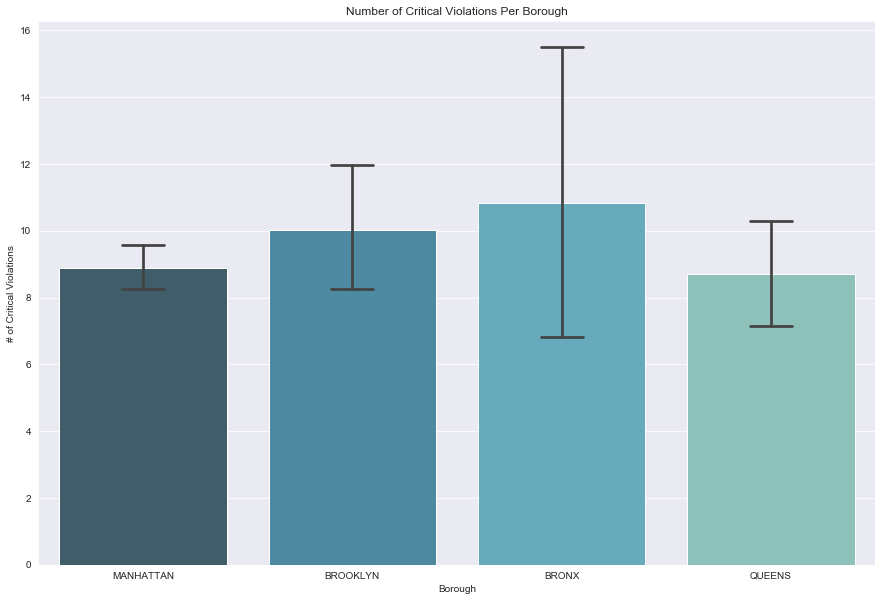 Number of Critical Violations Per Borough
16
14
12
10
8
6
4
2
0
# of Critical Violations
MANHATTAN
BROOKLYN
BRONX
QUEENS
Borough